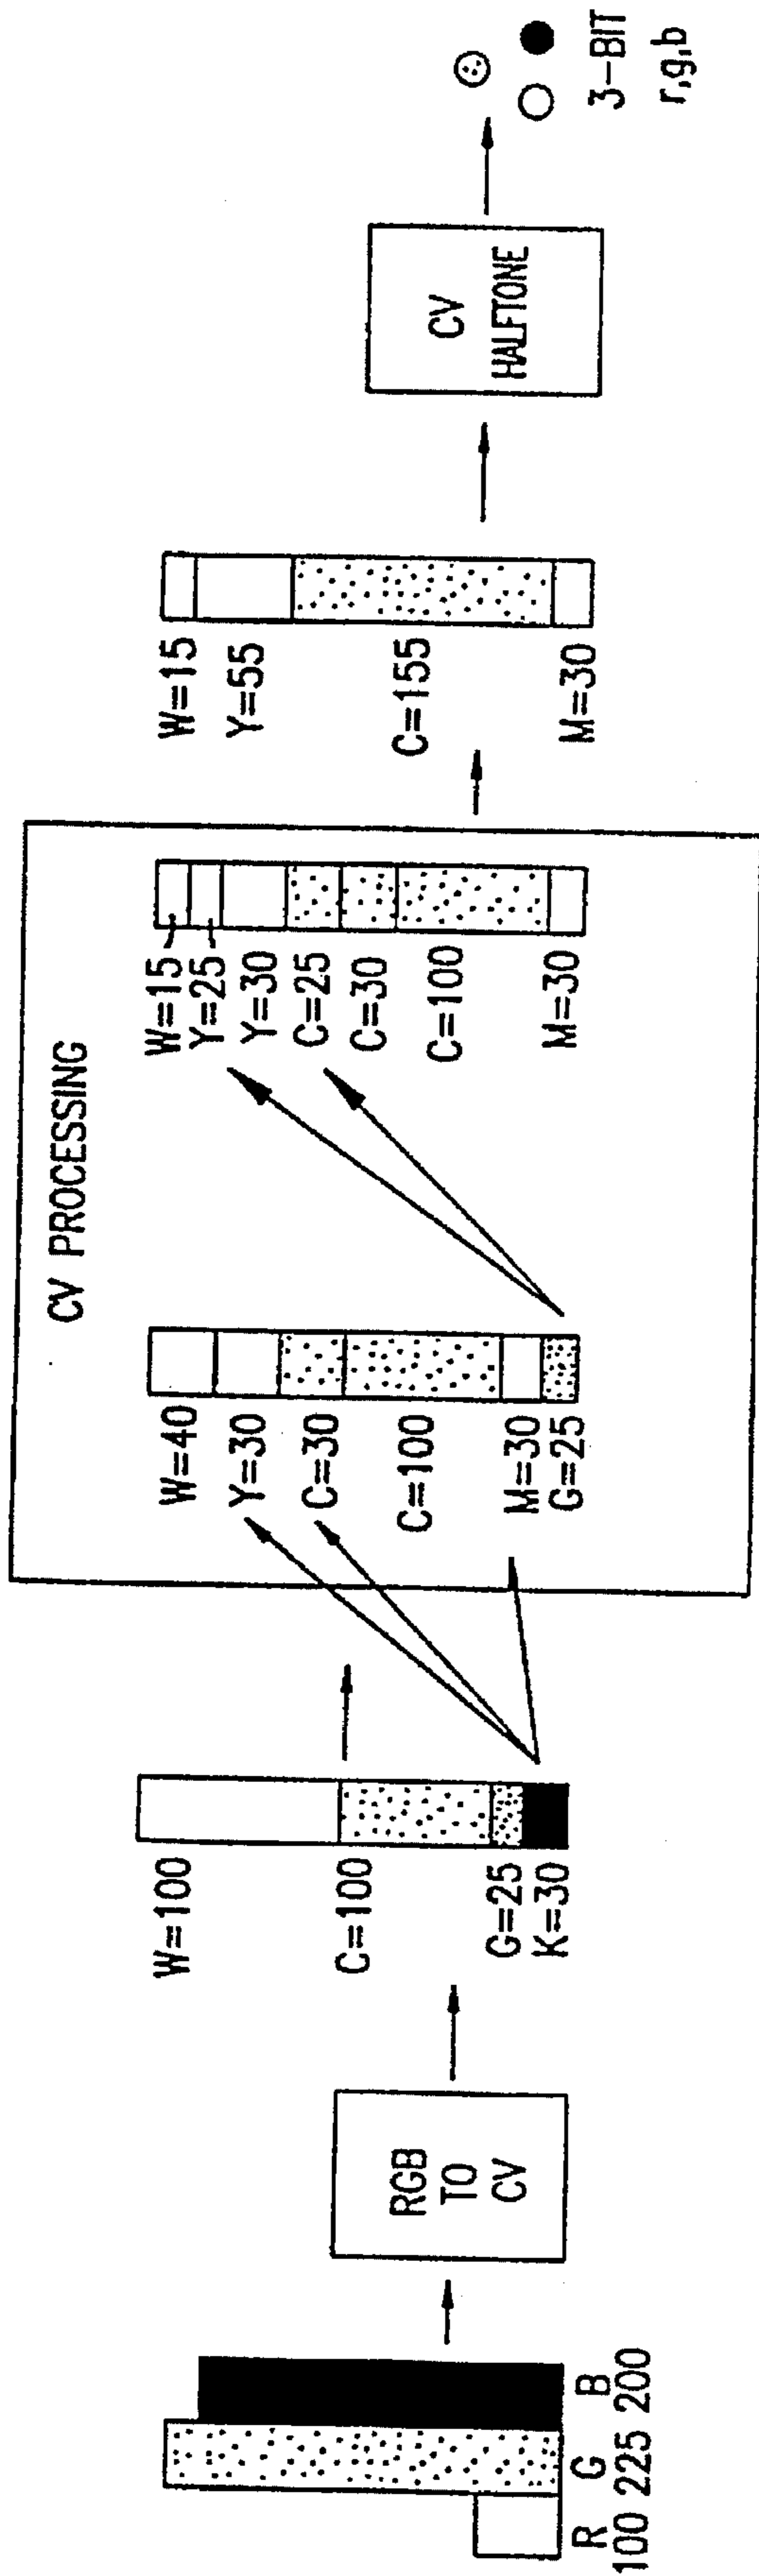 R G B
100 225 200
RGB
TO
CV
W=100
C=100
G=25
K=30
CV PROCESSING
W=40
Y=30
C=30
C=100
M=30
G=25
W=15
Y=25
Y=30
C=25
C=30
C=100
M=30
W=15
Y=55
C=155
M=30
CV
HALFTONE
3-BIT
r,g,b